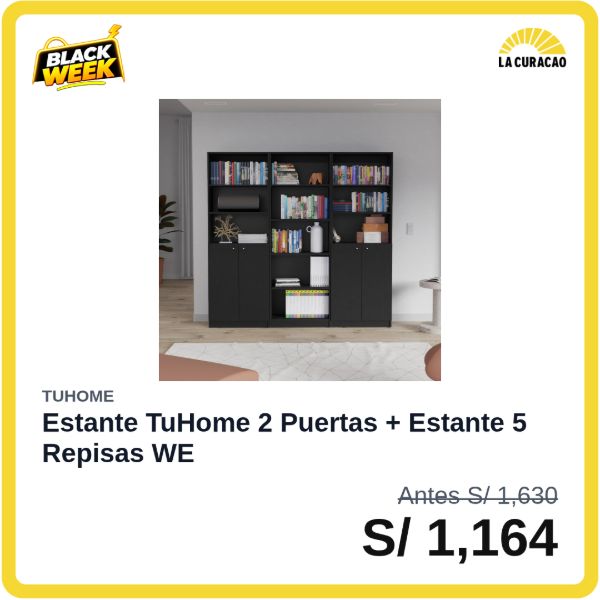 BLACK
WEEK
LA CURACAO
TUHOME
Estante TuHome 2 Puertas + Estante 5
Repisas WE
Antes S/ 1,630
S/ 1,164